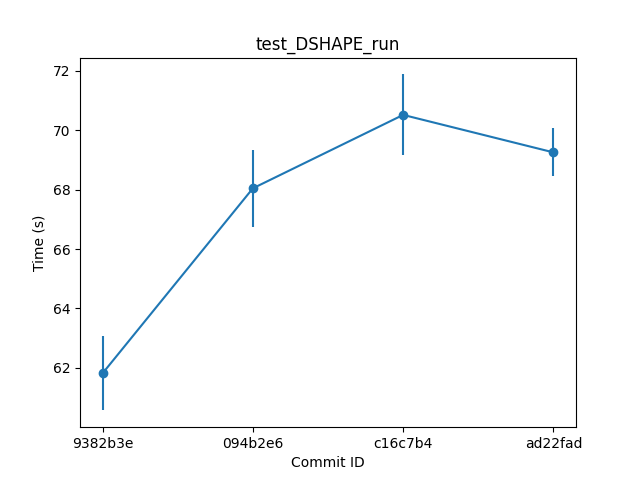 test_DSHAPE_run
72
70
68
66
64
62
Time (s)
9382b3e 094b2e6 c16c7b4 ad22fad
Commit ID